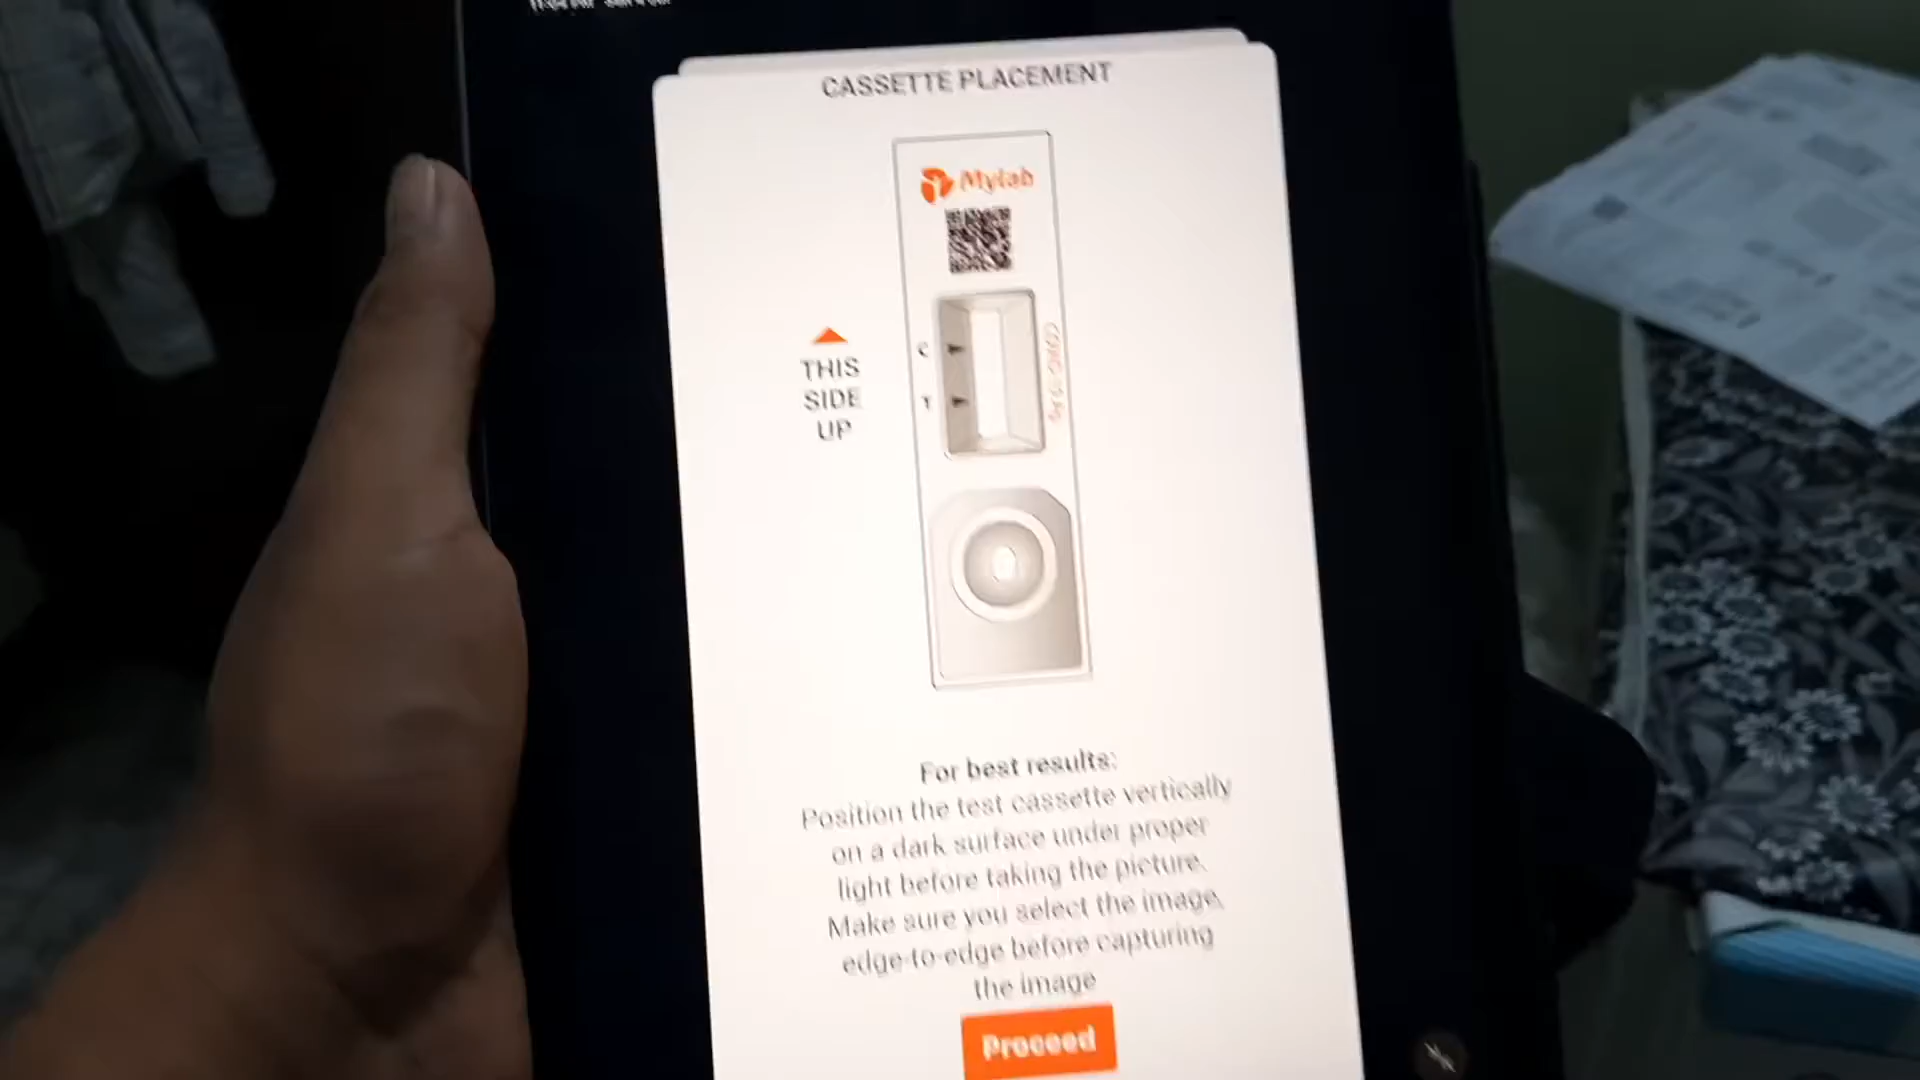 CASSETTE PLACEMENT
Mylab
THIS
SIDE
UP
C
T
For best results:
Position the test cassette vertically
on a dark surface under proper
light before taking the picture.
Make sure you select the image,
edge-to-edge before capturing
the image
Proceed